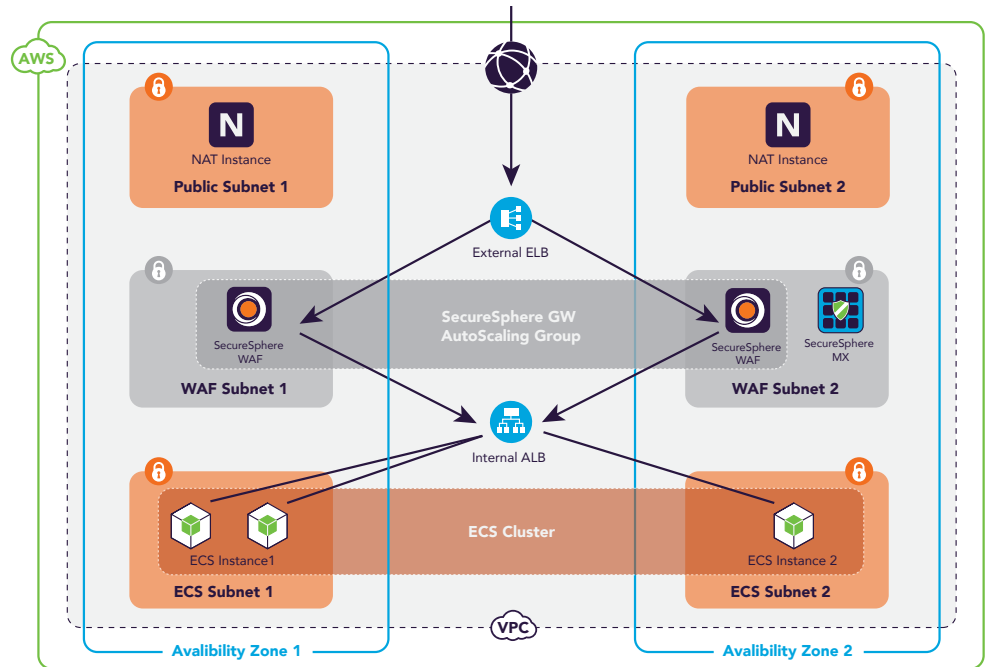 AWS
N
NAT Instance
Public Subnet 1
N
NAT Instance
Public Subnet 2
External ELB
SecureSphere
WAF
WAF Subnet 1
SecureSphere GW
AutoScaling Group
SecureSphere
WAF
SecureSphere
MX
WAF Subnet 2
Internal ALB
ECS Instance1
ECS Subnet 1
ECS Cluster
ECS Instance 2
ECS Subnet 2
VPC
Avalibility Zone 1
Avalibility Zone 2